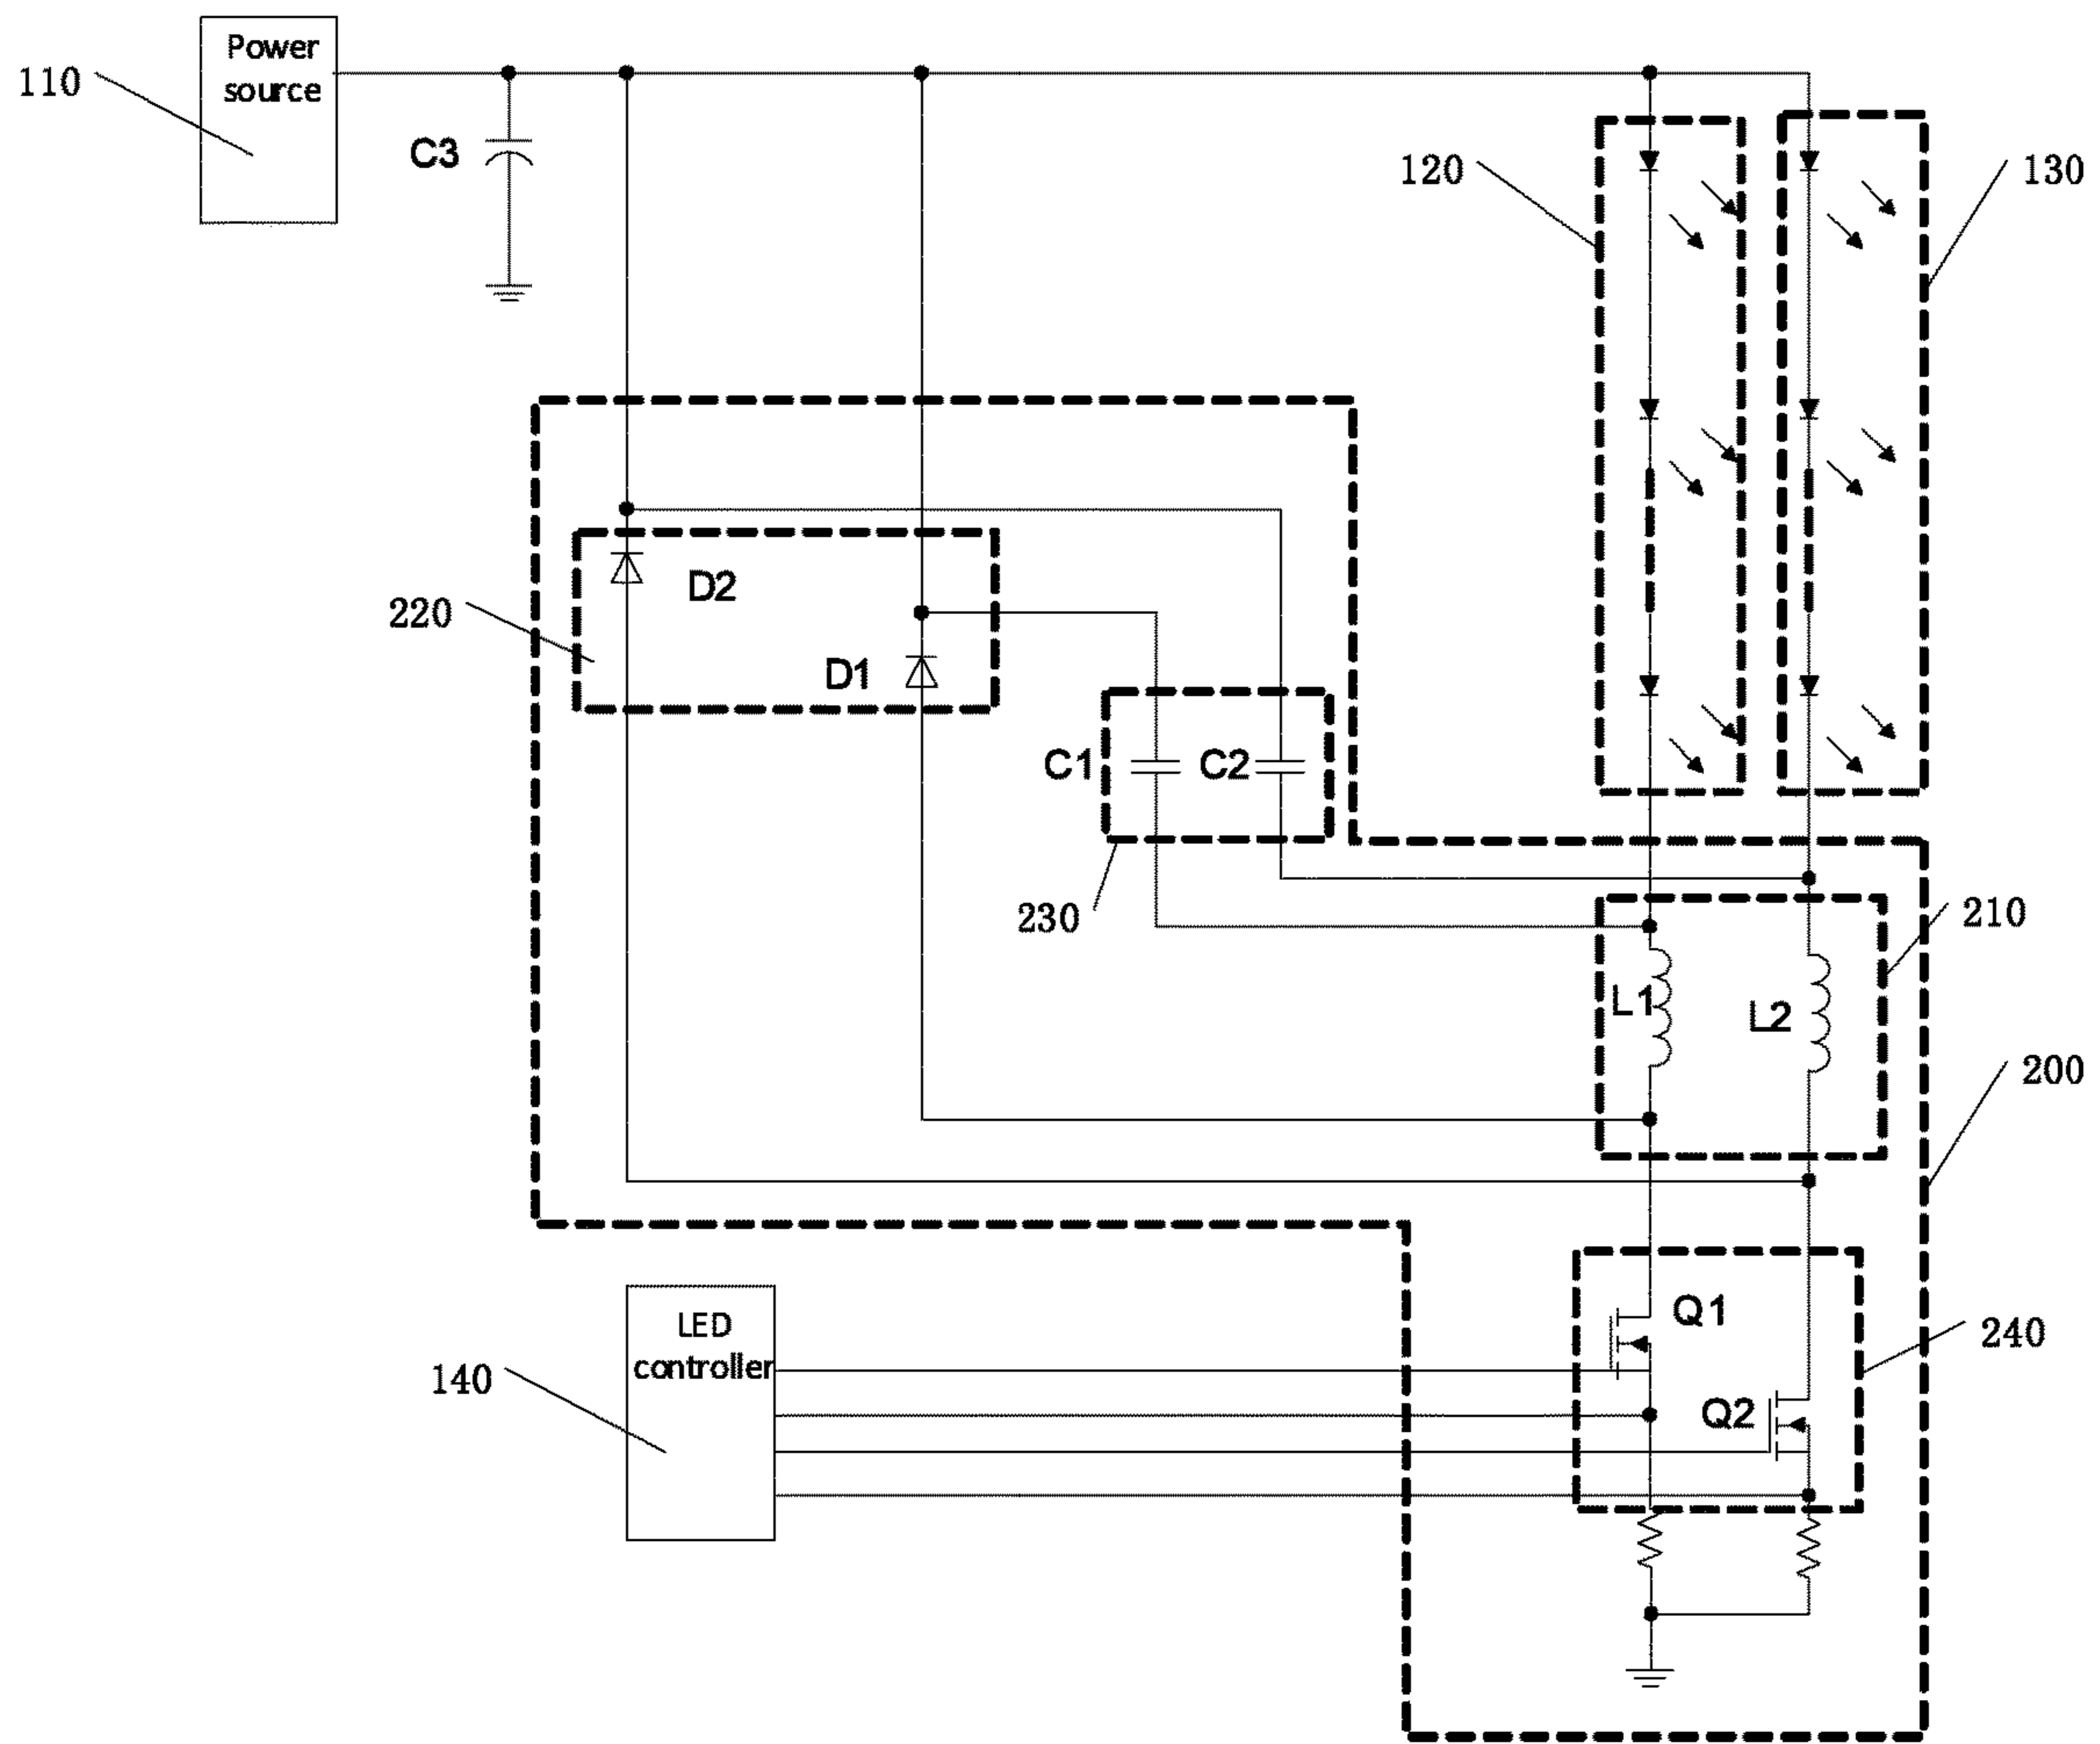 Power
source
110
C3
120
130
D2
220
D1
C1
C2
230
210
L1
L2
200
LED
controller
140
Q1
240
Q2